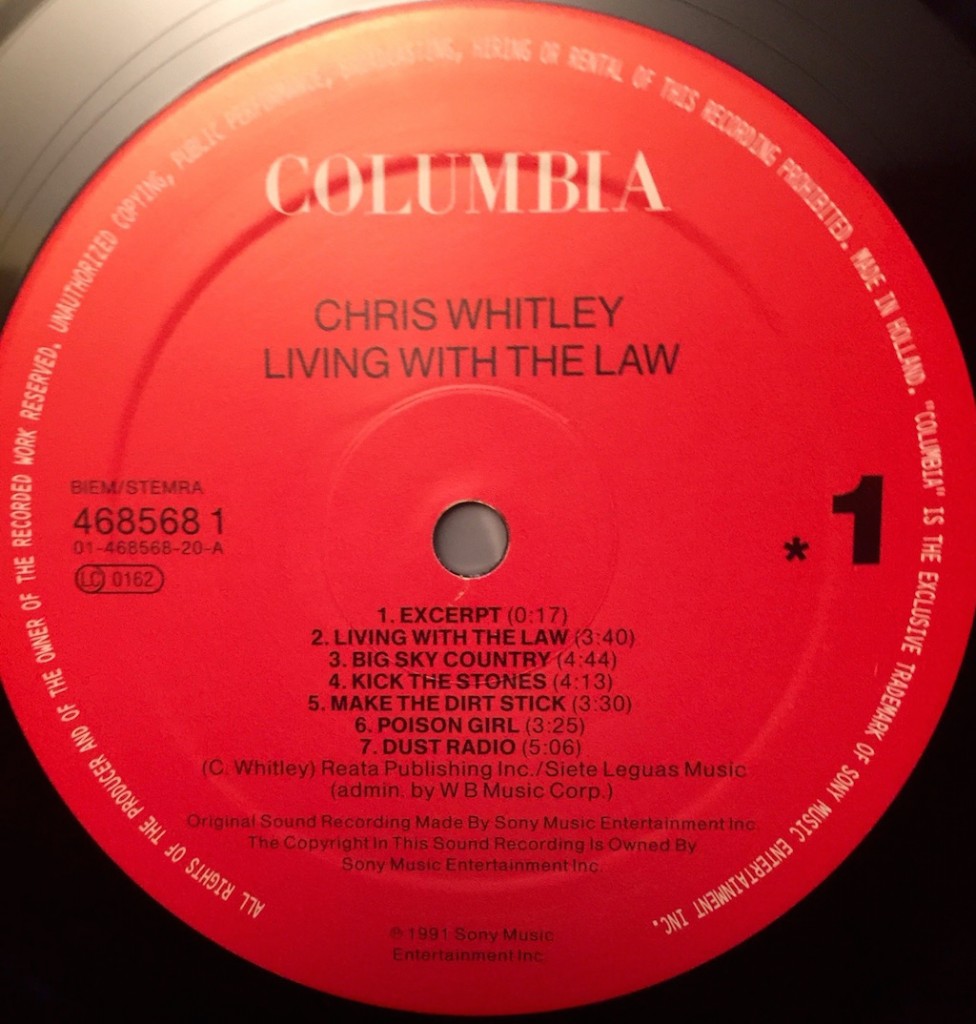 ALL RIGHTS OF THE PRODUCER AND OF THE OWNER OF THE RECORDED WORK RESERVED. UNAUTHORIZED COPYING, PUBLIC PERFORMANCE, BROADCASTING, HERING OR RENTAL OF THIS RECORDING PROHIBITED. MADE IN HOLLAND. "COLUMBIA" IS THE EXCLUSIVE TRADEMARK OF SONY MUSIC ENTERTAINMENT INC.
COLUMBIA
CHRIS WHITLEY
LIVING WITH THE LAW
BIEM/STEMRA
468568 1
01-468568-20-A
LC 0162
* 1
1. EXCERPT (0:17)
2. LIVING WITH THE LAW (3:40)
3. BIG SKY COUNTRY (4:44)
4. KICK THE STONES (4:13)
5. MAKE THE DIRT STICK (3:30)
6. POISON GIRL (3:25)
7. DUST RADIO (5:06)
(C. Whitley) Reata Publishing Inc./Siete Leguas Music
(admin. by W B Music Corp.)
Original Sound Recording Made By Sony Music Entertainment Inc.
The Copyright In This Sound Recording Is Owned By
Sony Music Entertainment Inc.
℗ 1991 Sony Music
Entertainment Inc.